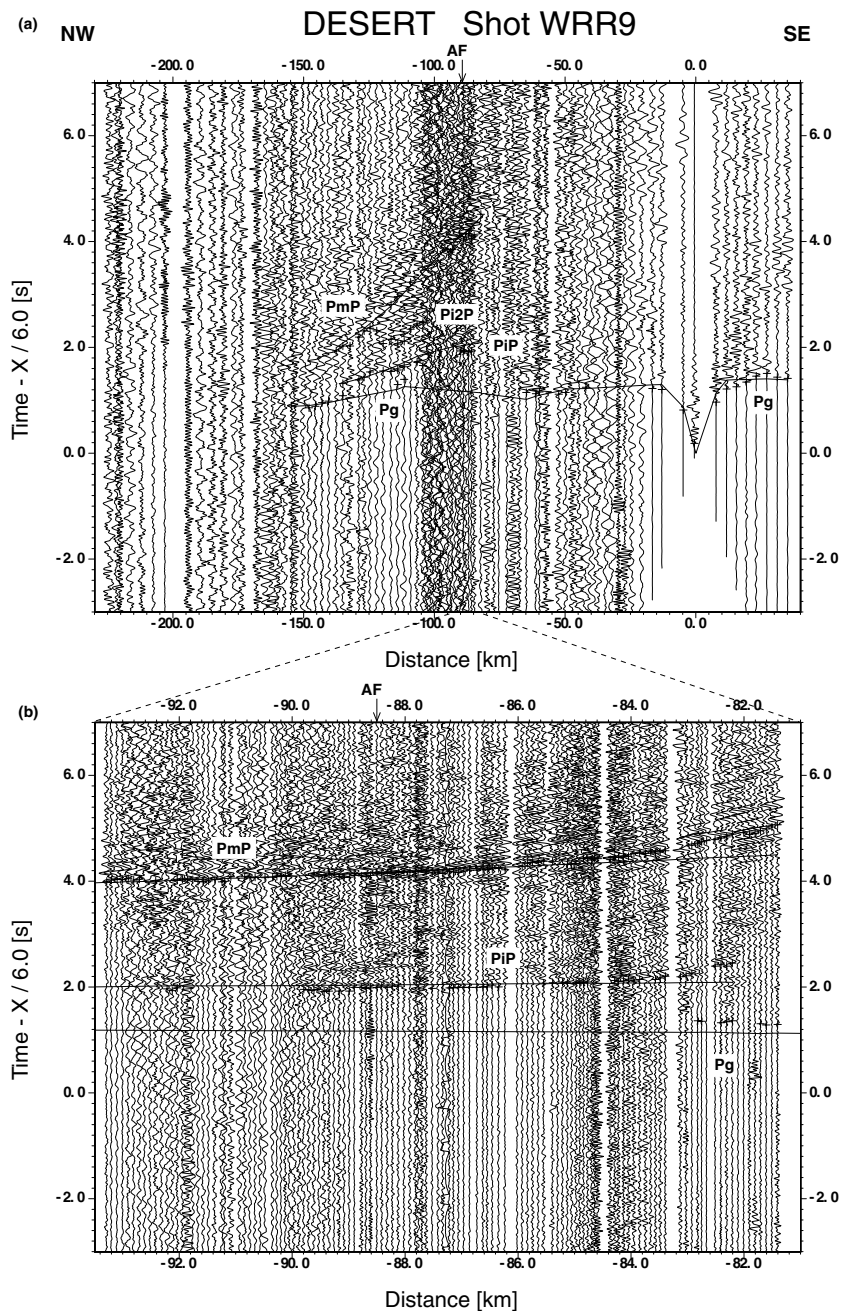 (a) NW DESERT Shot WRR9 SE
AF
-200.0 -150.0 -100.0 -50.0 0.0
6.0 6.0
4.0 4.0
PmP Pi2P
2.0 PiP 2.0
Pg Pg
0.0 0.0
-2.0 -2.0
Time - X / 6.0 [s]
-200.0 -150.0 -100.0 -50.0 0.0
Distance [km]
(b) AF
-92.0 -90.0 -88.0 -86.0 -84.0 -82.0
6.0 6.0
PmP
4.0 4.0
PiP
2.0 2.0
Pg
0.0 0.0
-2.0 -2.0
Time - X / 6.0 [s]
-92.0 -90.0 -88.0 -86.0 -84.0 -82.0
Distance [km]